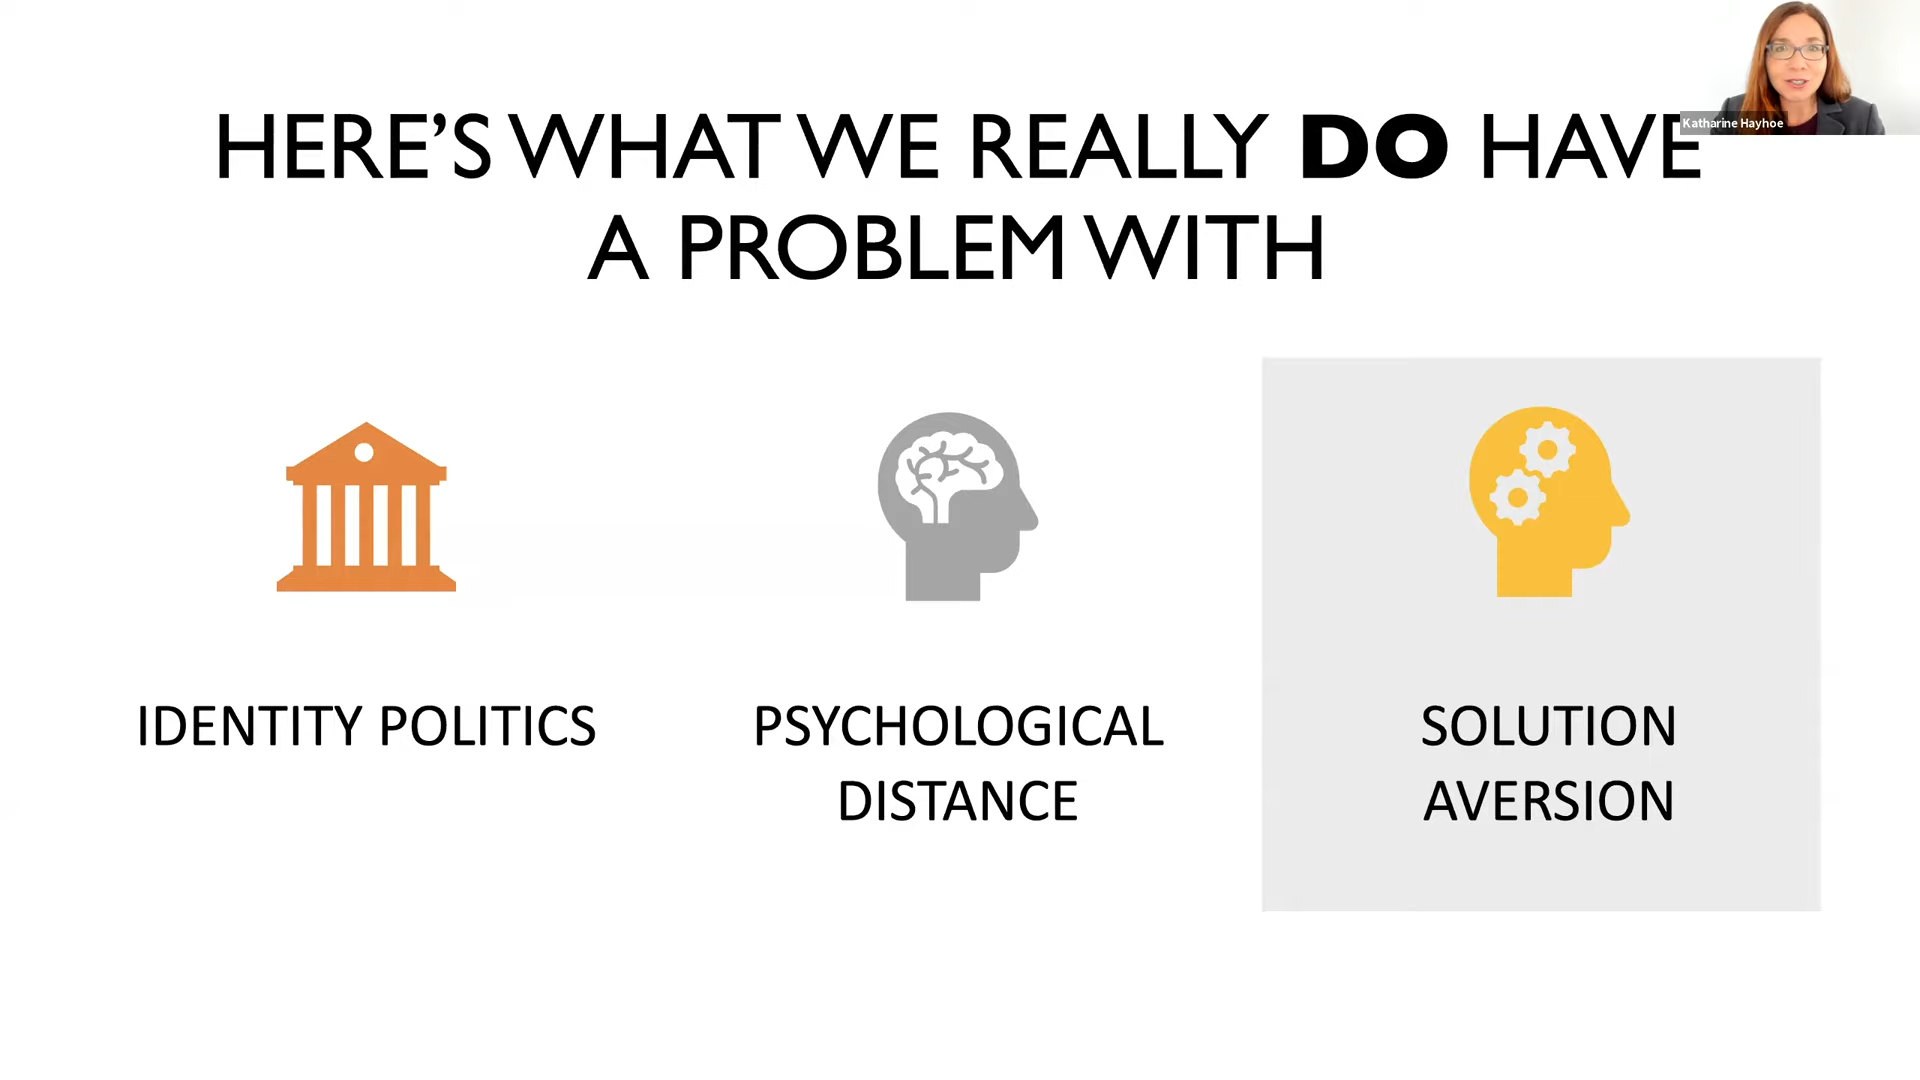 Katharine Hayhoe
HERE’S WHAT WE REALLY DO HAVE
A PROBLEM WITH
IDENTITY POLITICS
PSYCHOLOGICAL
DISTANCE
SOLUTION
AVERSION